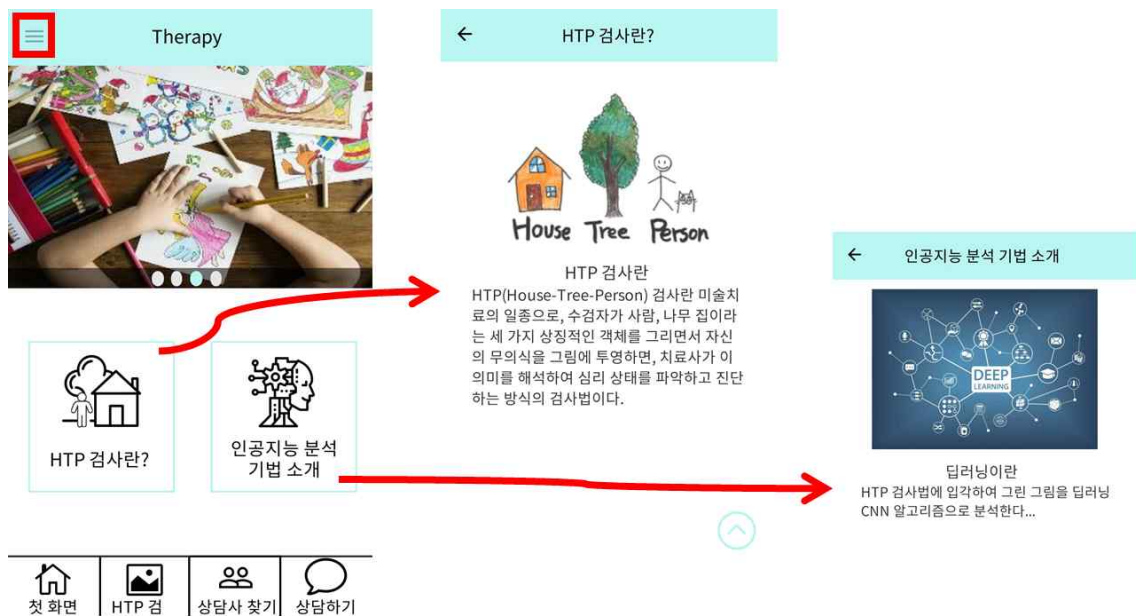 Therapy
HTP 검사란?
인공지능 분석
기법 소개
첫 화면
HTP 검
상담사 찾기
상담하기
HTP 검사란?
House Tree Person
HTP 검사란
HTP(House-Tree-Person) 검사란 미술치
료의 일종으로, 수검자가 사람, 나무 집이라
는 세 가지 상징적인 객체를 그리면서 자신
의 무의식을 그림에 투영하면, 치료사가 이
의미를 해석하여 심리 상태를 파악하고 진단
하는 방식의 검사법이다.
인공지능 분석 기법 소개
DEEP
LEARNING
딥러닝이란
HTP 검사법에 입각하여 그린 그림을 딥러닝
CNN 알고리즘으로 분석한다...